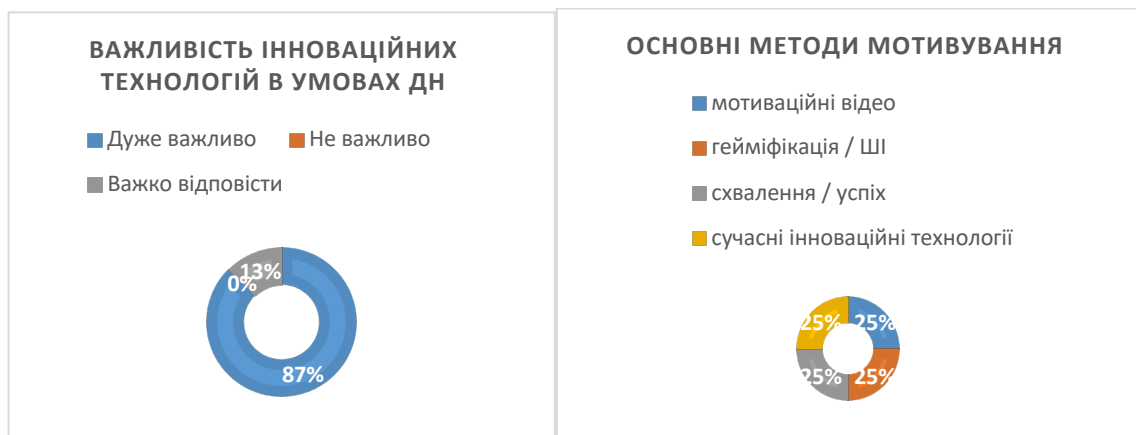 ВАЖЛИВІСТЬ ІННОВАЦІЙНИХ
ТЕХНОЛОГІЙ В УМОВАХ ДН
Дуже важливо
Не важливо
Важко відповісти
13%
0%
87%
ОСНОВНІ МЕТОДИ МОТИВУВАННЯ
мотиваційні відео
гейміфікація / ШІ
схвалення / успіх
сучасні інноваційні технології
25%
25%
25%
25%